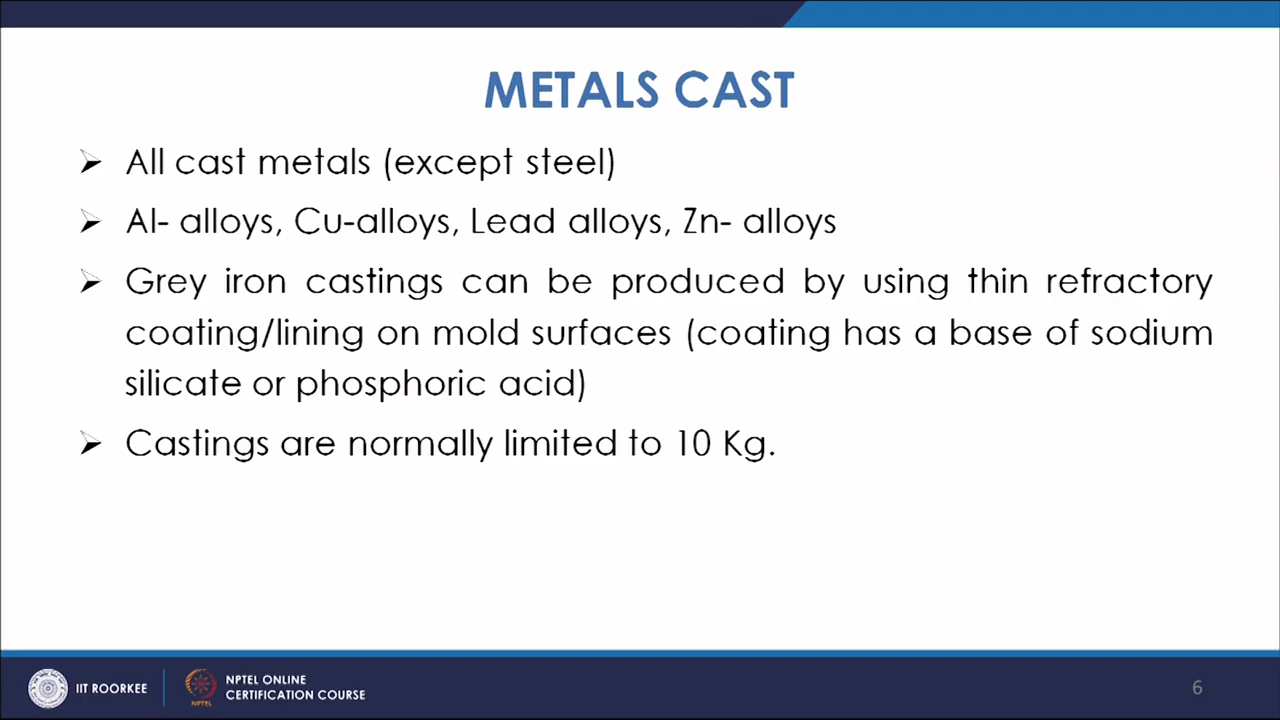 METALS CAST
➢ All cast metals (except steel)
➢ Al- alloys, Cu-alloys, Lead alloys, Zn- alloys
➢ Grey iron castings can be produced by using thin refractory
coating/lining on mold surfaces (coating has a base of sodium
silicate or phosphoric acid)
➢ Castings are normally limited to 10 Kg.
IIT ROORKEE
NPTEL
NPTEL ONLINE
CERTIFICATION COURSE
6